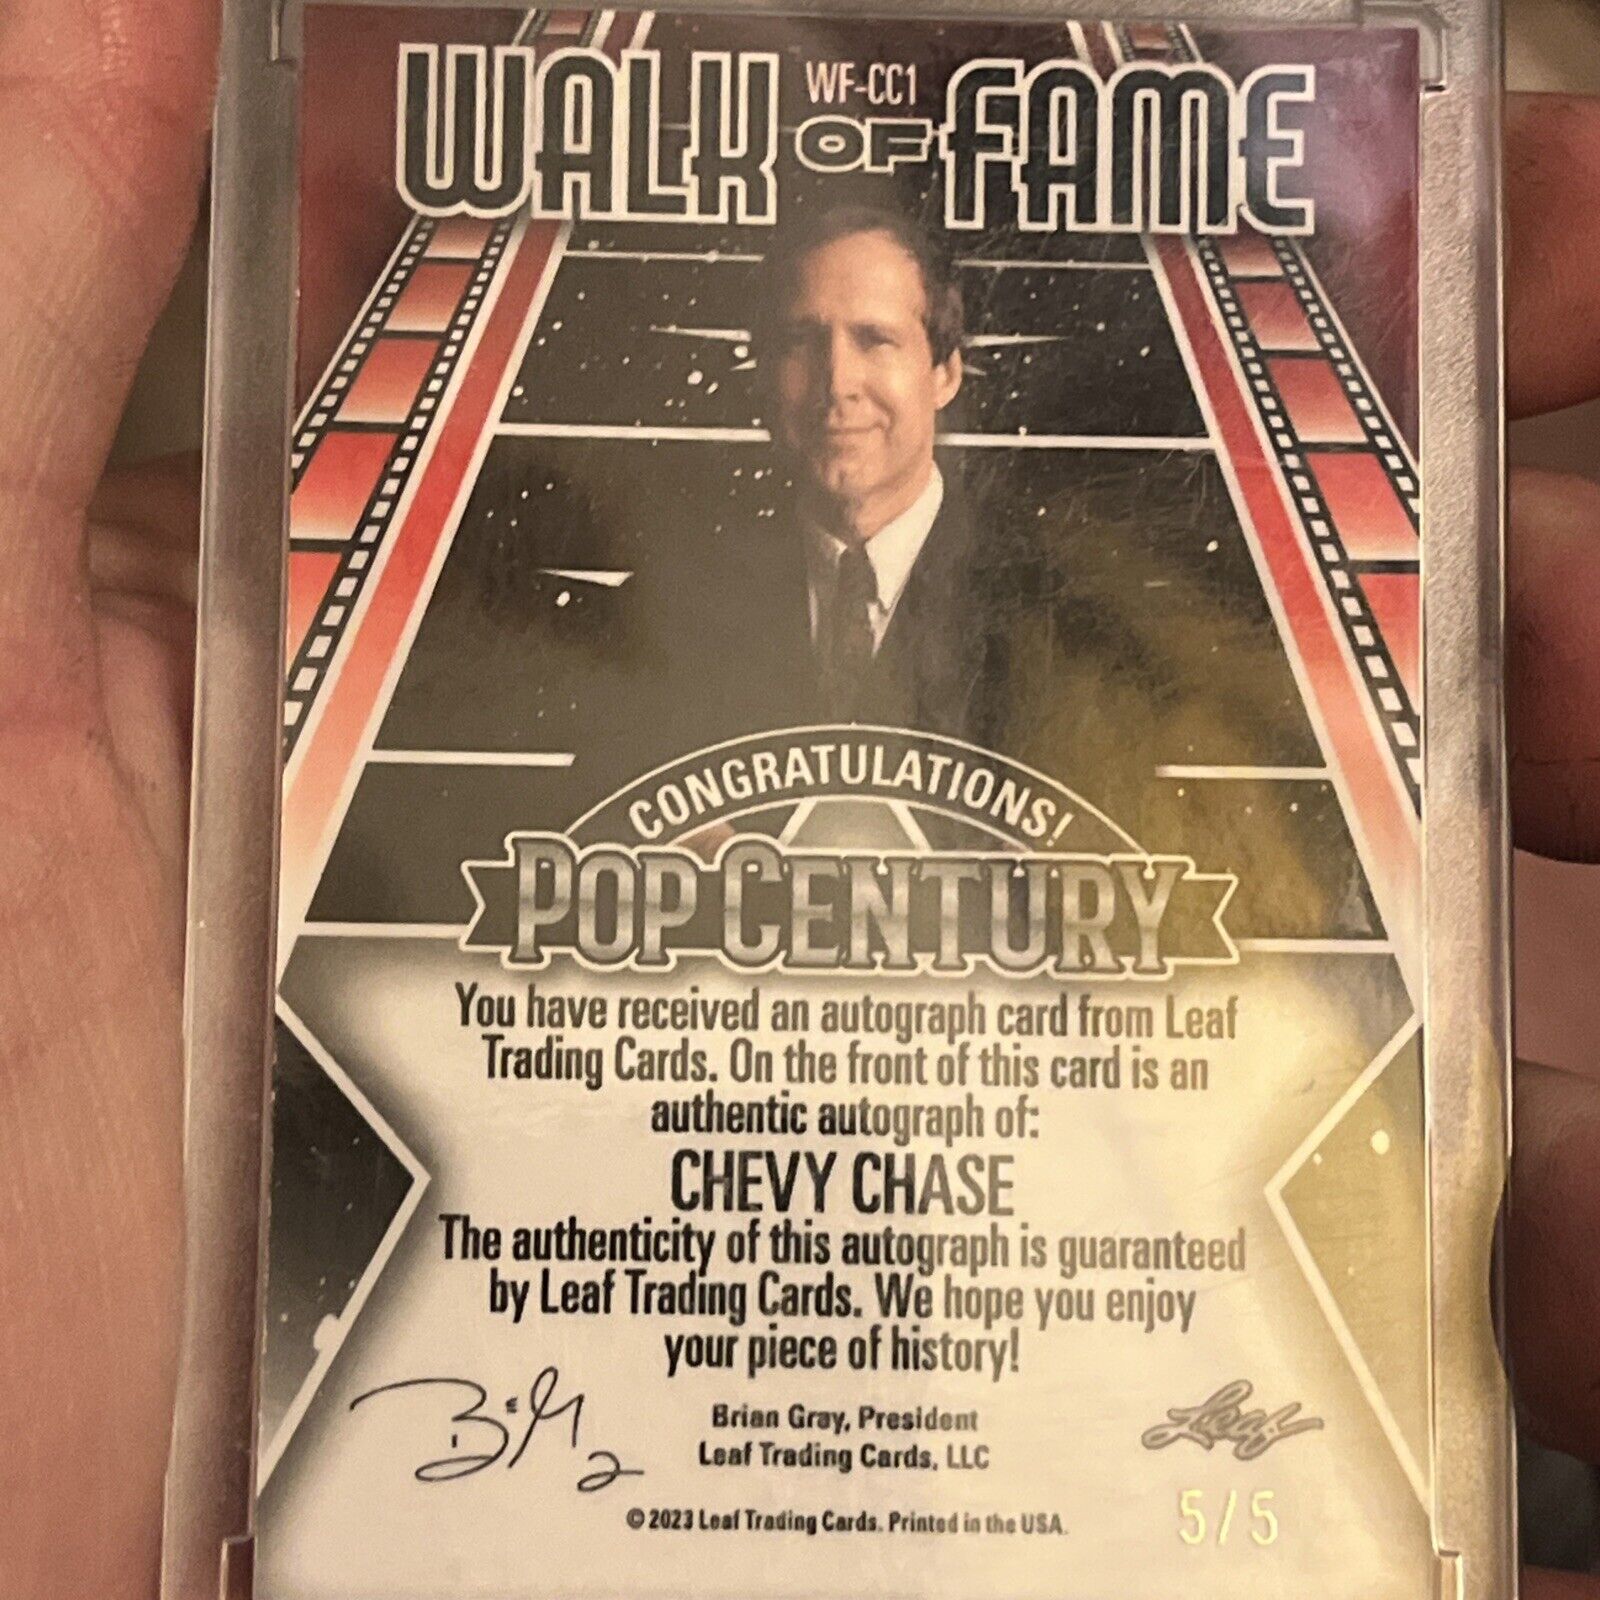 WF-CC1
WALK OF FAME
CONGRATULATIONS!
POP CENTURY
You have received an autograph card from Leaf
Trading Cards. On the front of this card is an
authentic autograph of:
CHEVY CHASE
The authenticity of this autograph is guaranteed
by Leaf Trading Cards. We hope you enjoy
your piece of history!
Brian Gray, President
Leaf Trading Cards, LLC
Leaf
© 2023 Leaf Trading Cards. Printed in the USA.
5/5